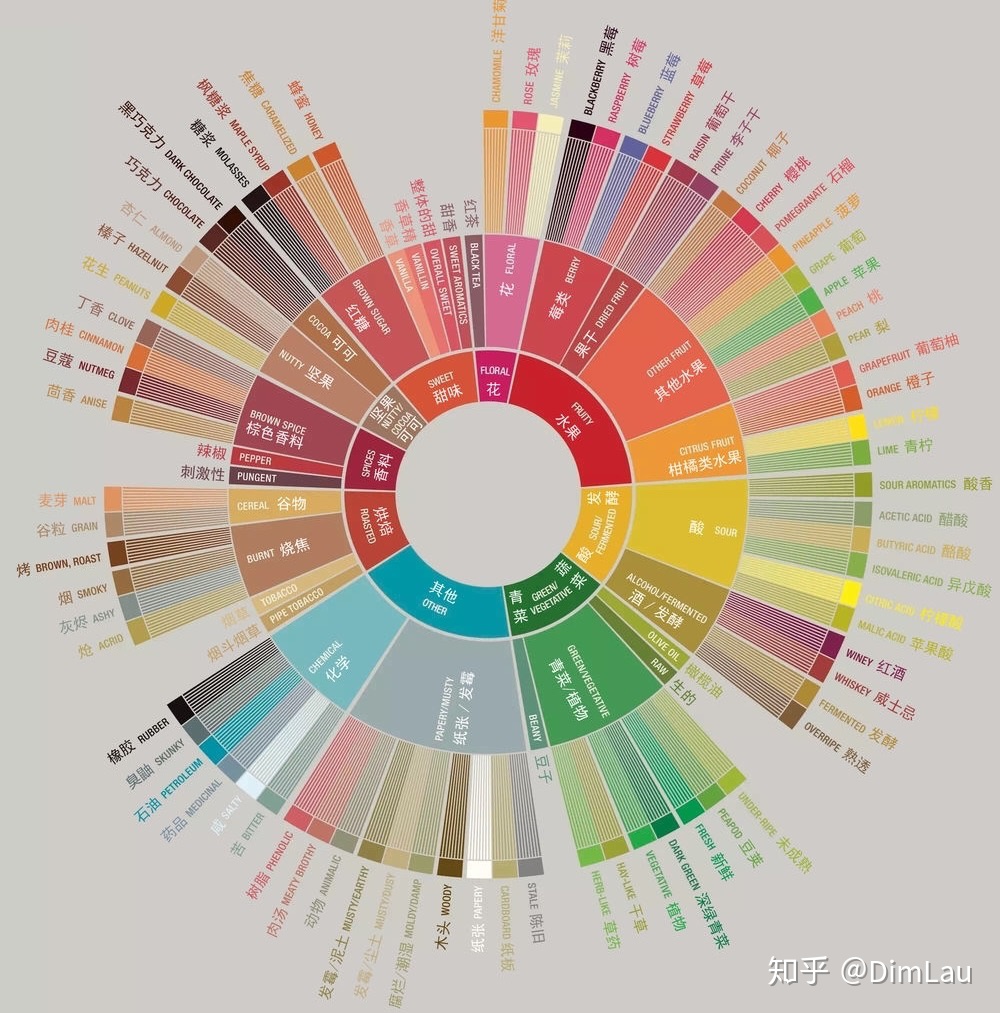 FLORAL
花
FLORAL 花
CHAMOMILE 洋甘菊
ROSE 玫瑰
JASMINE 茉莉
BLACK TEA
红茶
FRUITY
水果
BERRY
莓类
BLACKBERRY 黑莓
RASPBERRY 树莓
BLUEBERRY 蓝莓
STRAWBERRY 草莓
果干 DRIED FRUIT
RAISIN 葡萄干
PRUNE 李子干
OTHER FRUIT
其他水果
COCONUT 椰子
CHERRY 樱桃
POMEGRANATE 石榴
PINEAPPLE 菠萝
GRAPE 葡萄
APPLE 苹果
PEACH 桃
PEAR 梨
CITRUS FRUIT
柑橘类水果
GRAPEFRUIT 葡萄柚
ORANGE 橙子
LEMON 柠檬
LIME 青柠
SOUR/
FERMENTED
酸 发酵
酸 SOUR
SOUR AROMATICS 酸香
ACETIC ACID 醋酸
BUTYRIC ACID 酪酸
ISOVALERIC ACID 异戊酸
CITRIC ACID 柠檬酸
MALIC ACID 苹果酸
ALCOHOL/FERMENTED
酒/发酵
WINEY 红酒
WHISKEY 威士忌
FERMENTED 发酵
OVERRIPE 熟透
GREEN/
VEGETATIVE
青菜 蔬菜
OLIVE OIL
橄榄油
RAW
生的
GREEN/VEGETATIVE
青菜/植物
UNDER-RIPE 未成熟
PEAPOD 豆荚
FRESH 新鲜
DARK GREEN 深绿青菜
VEGETATIVE 植物
HAY-LIKE 干草
HERB-LIKE 草药
BEANY
豆子
其他
OTHER
PAPERY/MUSTY
纸张/发霉
STALE 陈旧
CARDBOARD 纸板
纸张 PAPERY
木头 WOODY
腐烂/潮湿 MOLDY/DAMP
发霉/尘土 MUSTY/DUSTY
发霉/泥土 MUSTY/EARTHY
动物 ANIMALIC
肉汤 MEATY BROTHY
树脂 PHENOLIC
CHEMICAL
化学
苦 BITTER
咸 SALTY
药品 MEDICINAL
石油 PETROLEUM
臭鼬 SKUNKY
橡胶 RUBBER
烘焙
ROASTED
PIPE TOBACCO
烟斗烟草
TOBACCO
烟草
BURNT 烧焦
炝 ACRID
灰烬 ASHY
烟 SMOKY
烤 BROWN, ROAST
CEREAL 谷物
谷粒 GRAIN
麦芽 MALT
SPICES
香料
PUNGENT
刺激性
PEPPER
辣椒
BROWN SPICE
棕色香料
茴香 ANISE
豆蔻 NUTMEG
肉桂 CINNAMON
丁香 CLOVE
坚果
NUTTY/
COCOA
可可
NUTTY 坚果
花生 PEANUTS
榛子 HAZELNUT
杏仁 ALMOND
COCOA 可可
巧克力 CHOCOLATE
黑巧克力 DARK CHOCOLATE
SWEET
甜味
BROWN SUGAR
红糖
糖浆 MOLASSES
枫糖浆 MAPLE SYRUP
焦糖 CARAMELIZED
蜂蜜 HONEY
VANILLA
香草
VANILLIN
香草精
OVERALL SWEET
整体的甜
SWEET AROMATICS
甜香
知乎 @DimLau